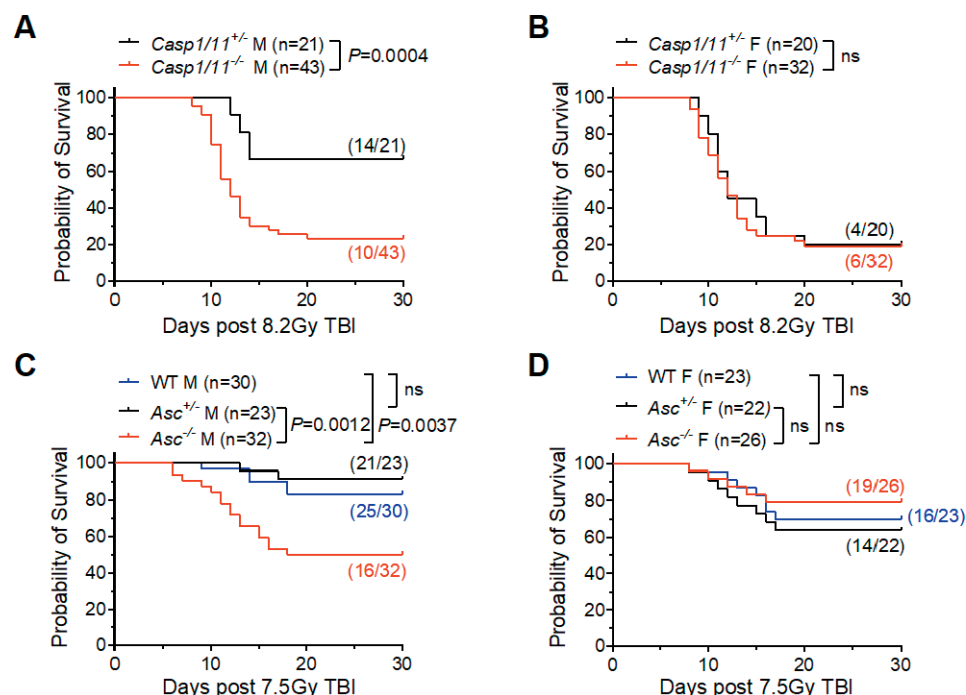 A
Casp1/11+/- M (n=21)
Casp1/11-/- M (n=43)
P=0.0004
Probability of Survival
100
80
60
40
20
0
(14/21)
(10/43)
0 10 20 30
Days post 8.2Gy TBI
B
Casp1/11+/- F (n=20)
Casp1/11-/- F (n=32)
ns
Probability of Survival
100
80
60
40
20
0
(4/20)
(6/32)
0 10 20 30
Days post 8.2Gy TBI
C
WT M (n=30)
ns
Asc+/- M (n=23)
Asc-/- M (n=32)
P=0.0012
P=0.0037
Probability of Survival
100
80
60
40
20
0
(21/23)
(25/30)
(16/32)
0 10 20 30
Days post 7.5Gy TBI
D
WT F (n=23)
ns
Asc+/- F (n=22)
Asc-/- F (n=26)
ns
ns
Probability of Survival
100
80
60
40
20
0
(19/26)
(16/23)
(14/22)
0 10 20 30
Days post 7.5Gy TBI